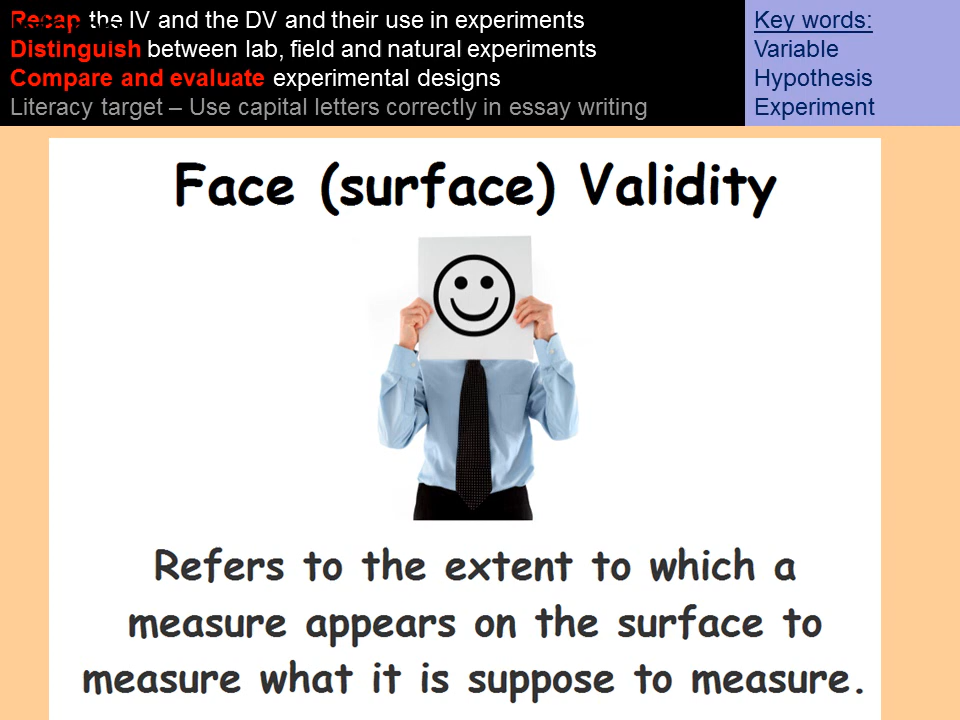 Recap the IV and the DV and their use in experiments
Distinguish between lab, field and natural experiments
Compare and evaluate experimental designs
Literacy target – Use capital letters correctly in essay writing
Key words:
Variable
Hypothesis
Experiment
Face (surface) Validity
Refers to the extent to which a
measure appears on the surface to
measure what it is suppose to measure.